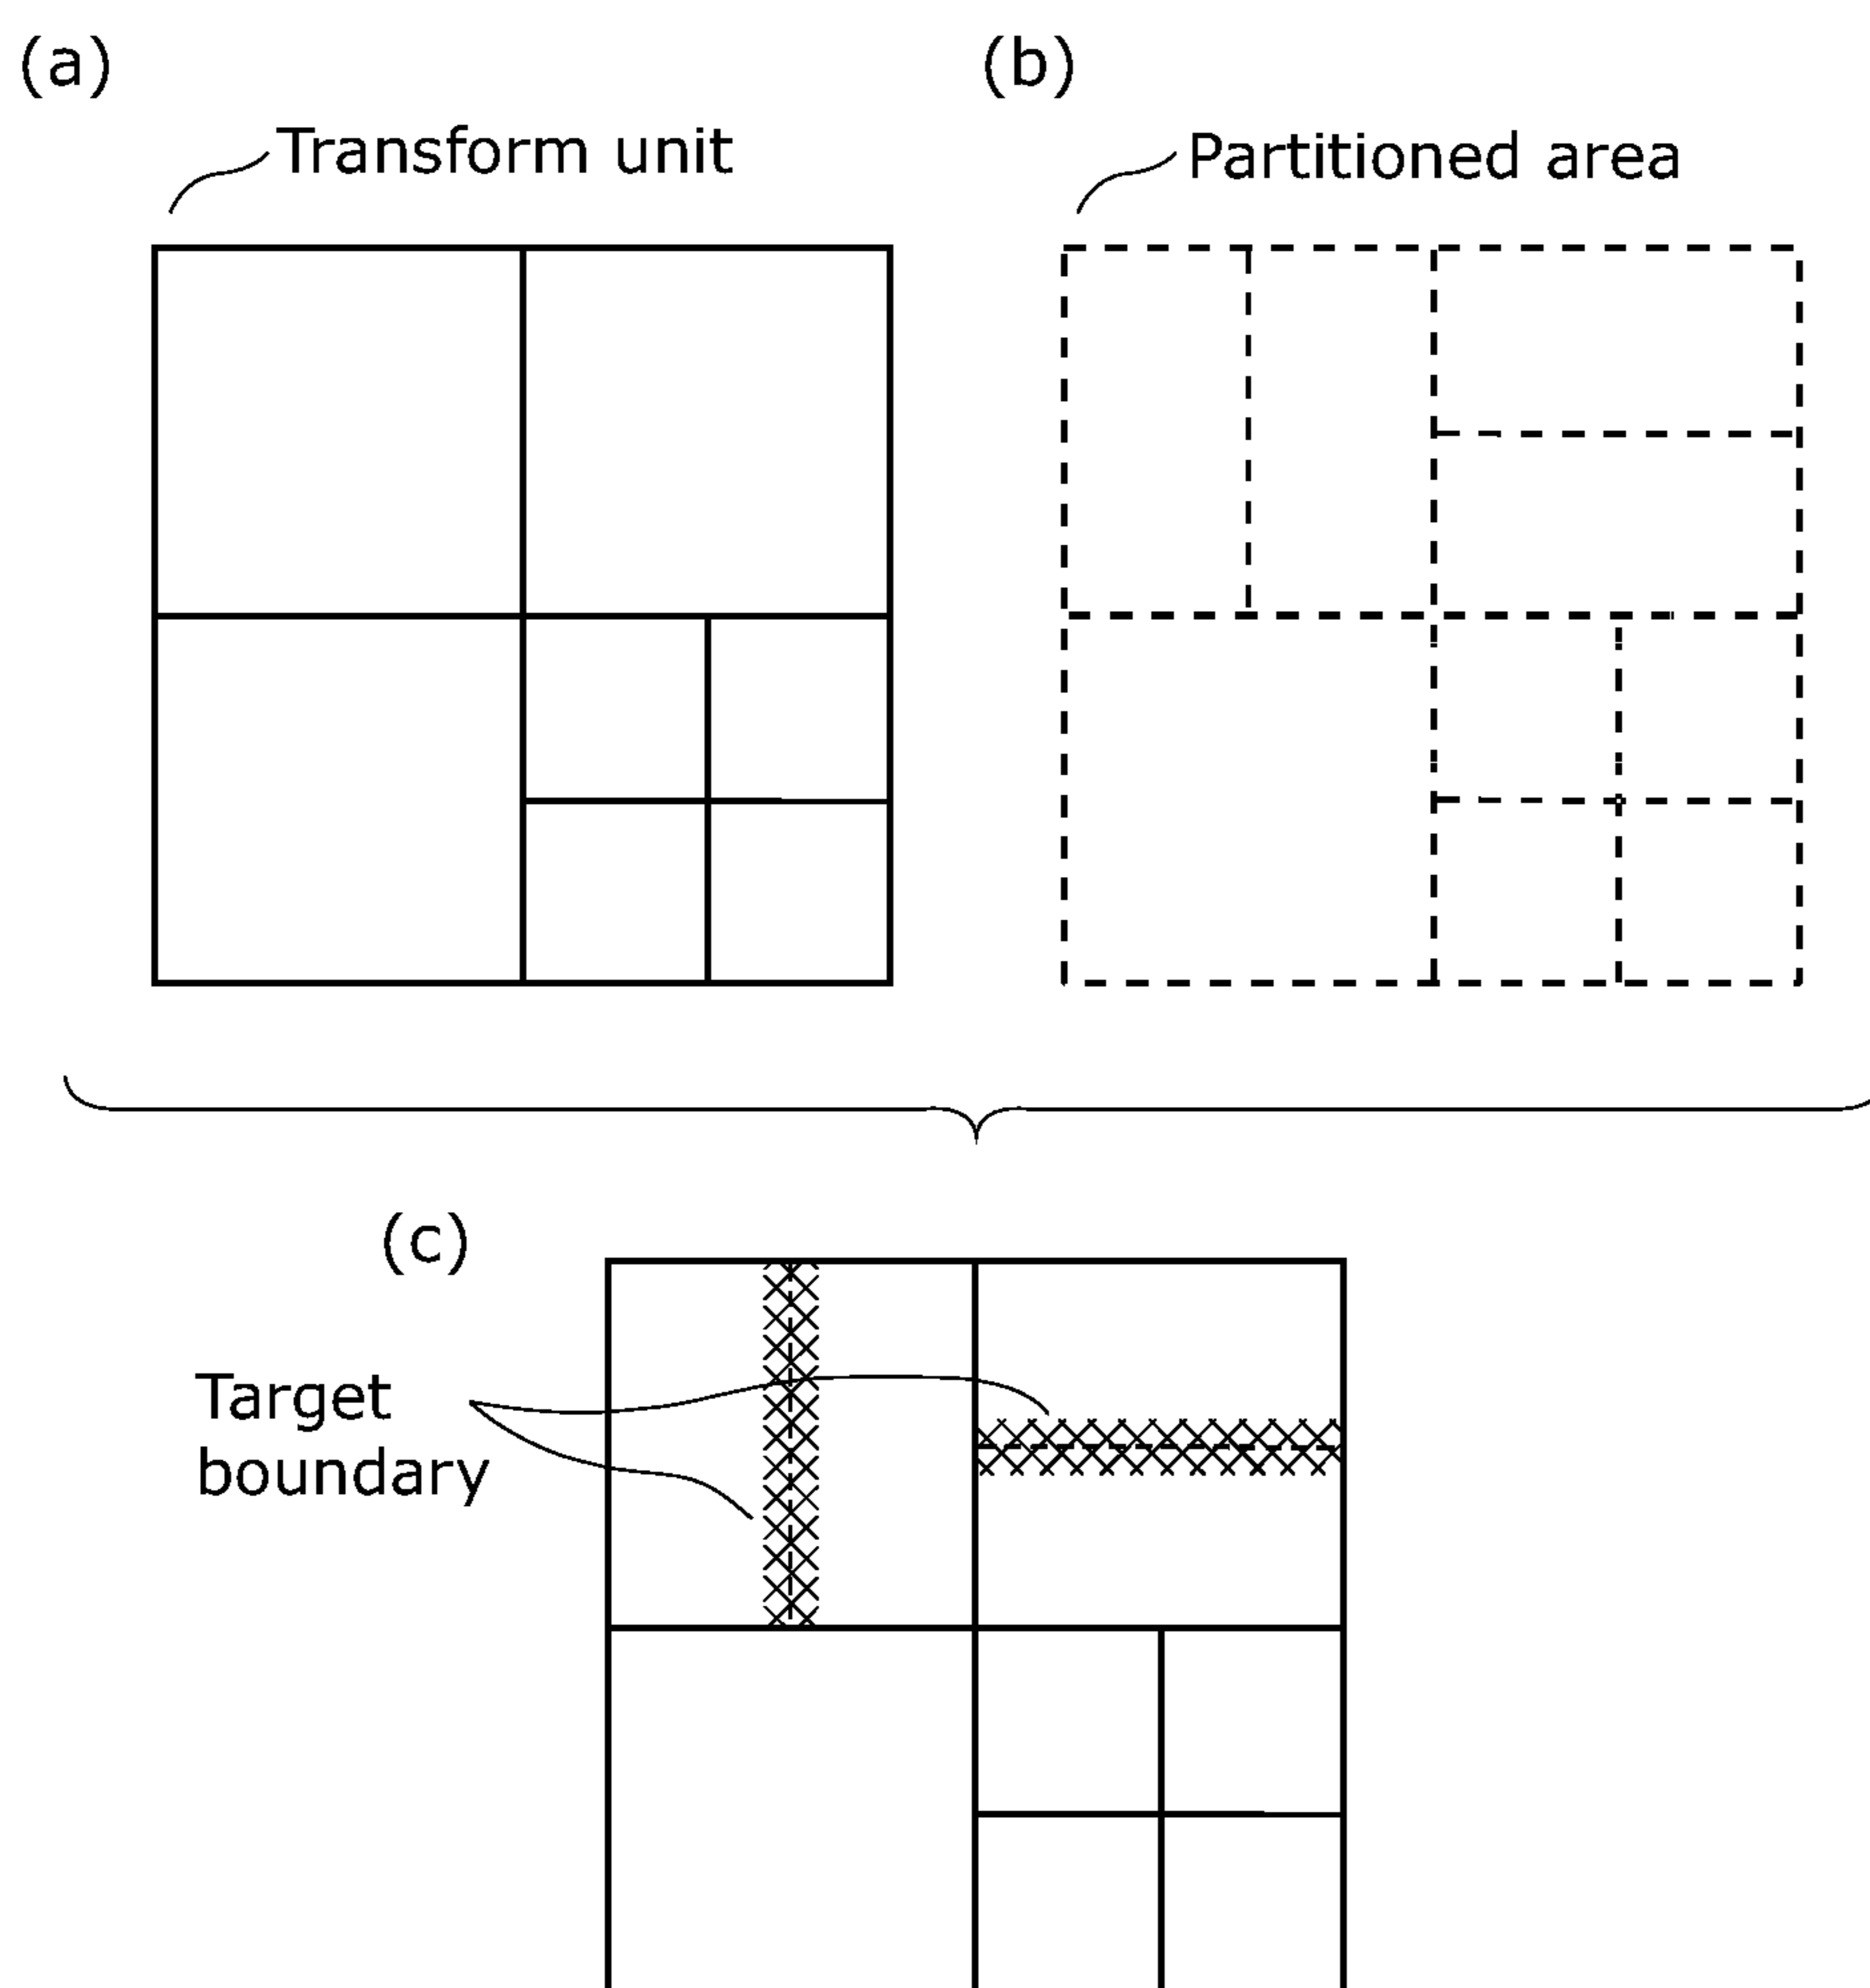 (a)
Transform unit
(b)
Partitioned area
(c)
Target
boundary